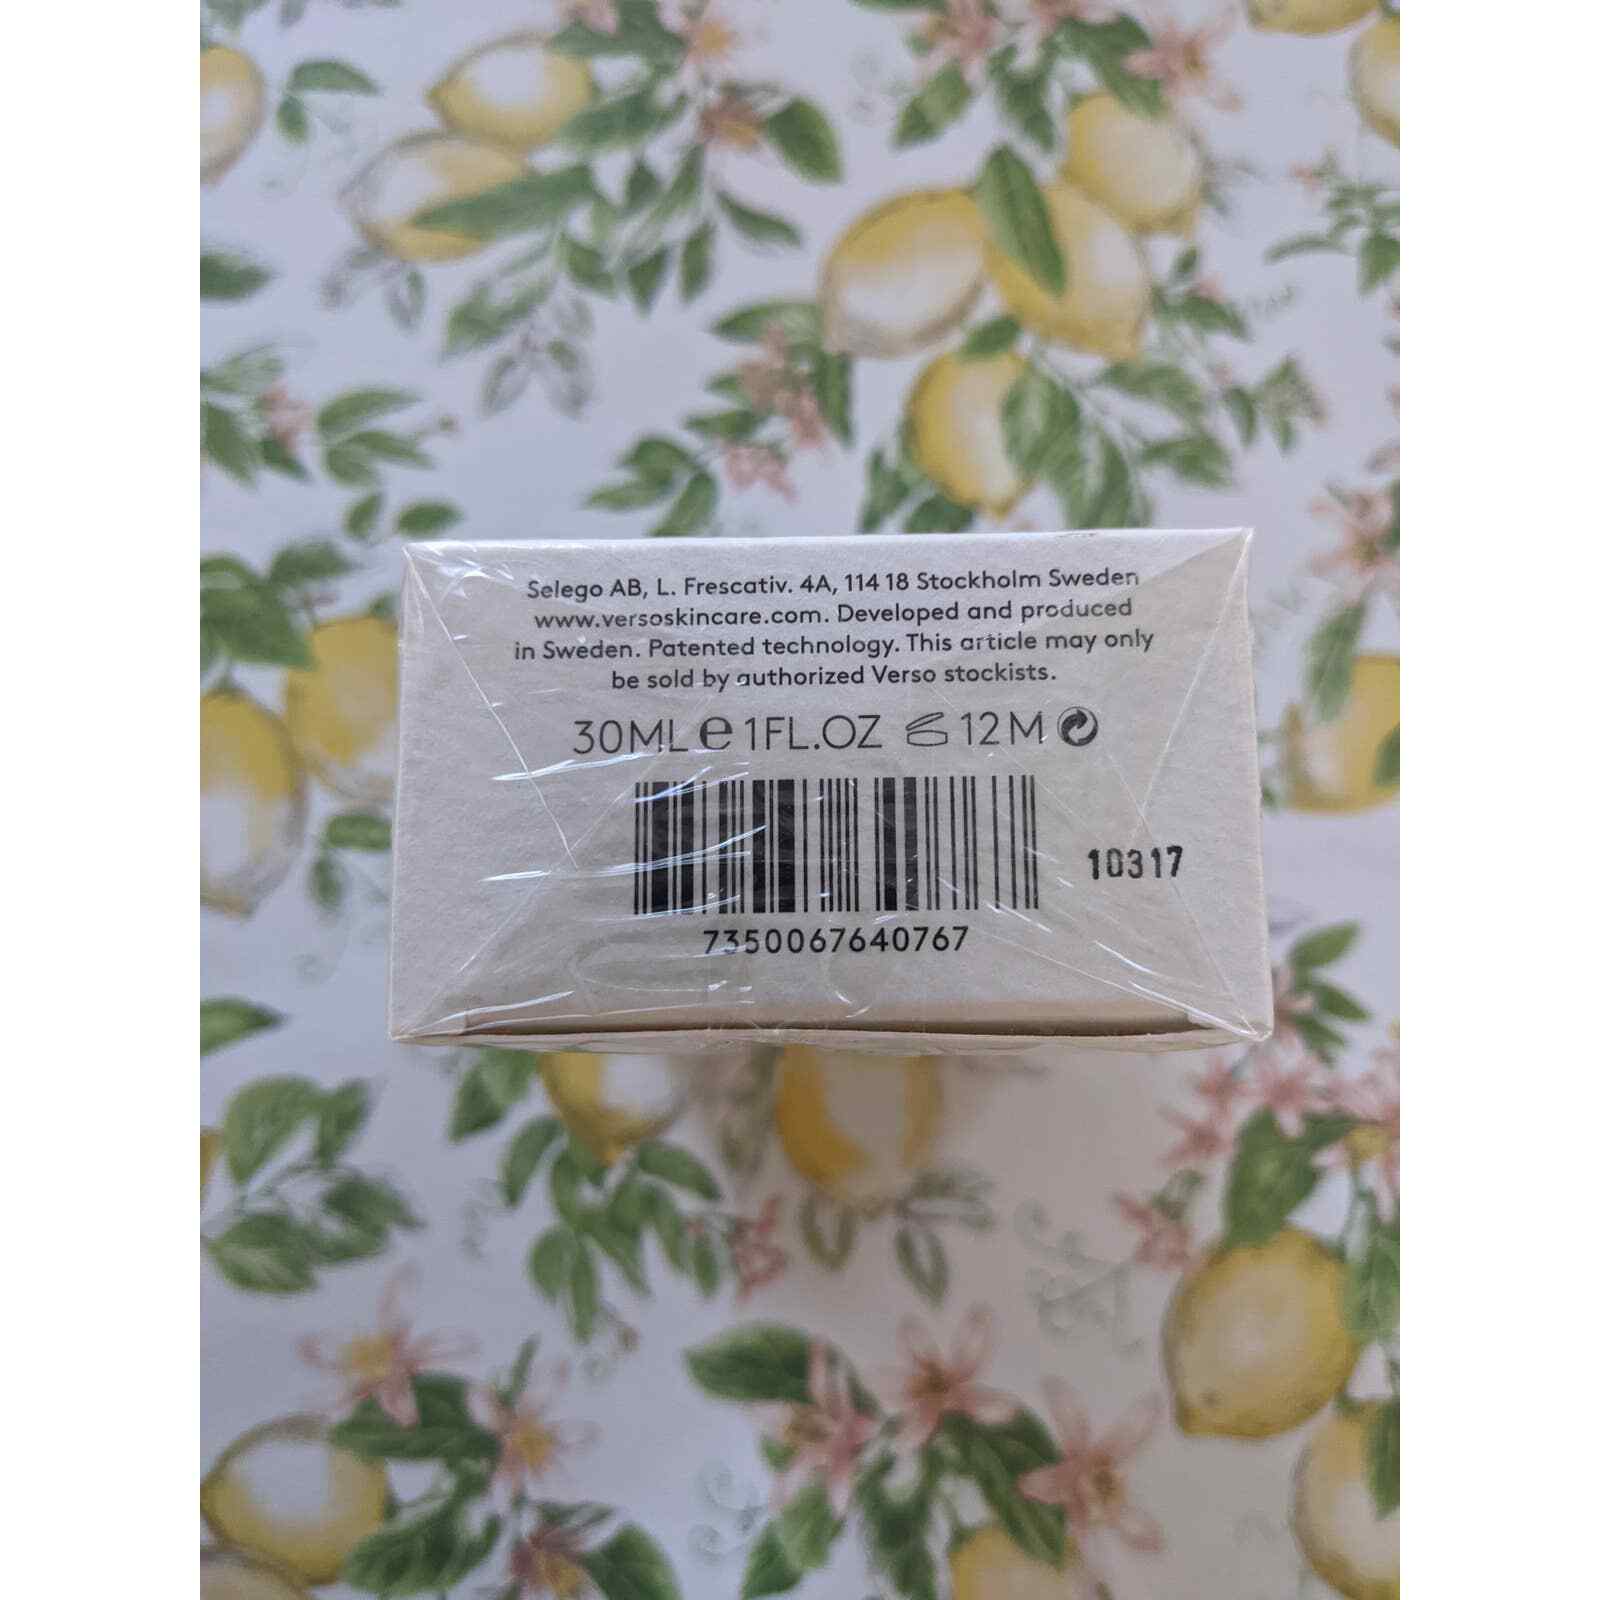 Selego AB, L. Frescativ. 4A, 114 18 Stockholm Sweden
www.versoskincare.com. Developed and produced
in Sweden. Patented technology. This article may only
be sold by authorized Verso stockists.
30ML e 1FL.OZ 12M
10317
7350067640767